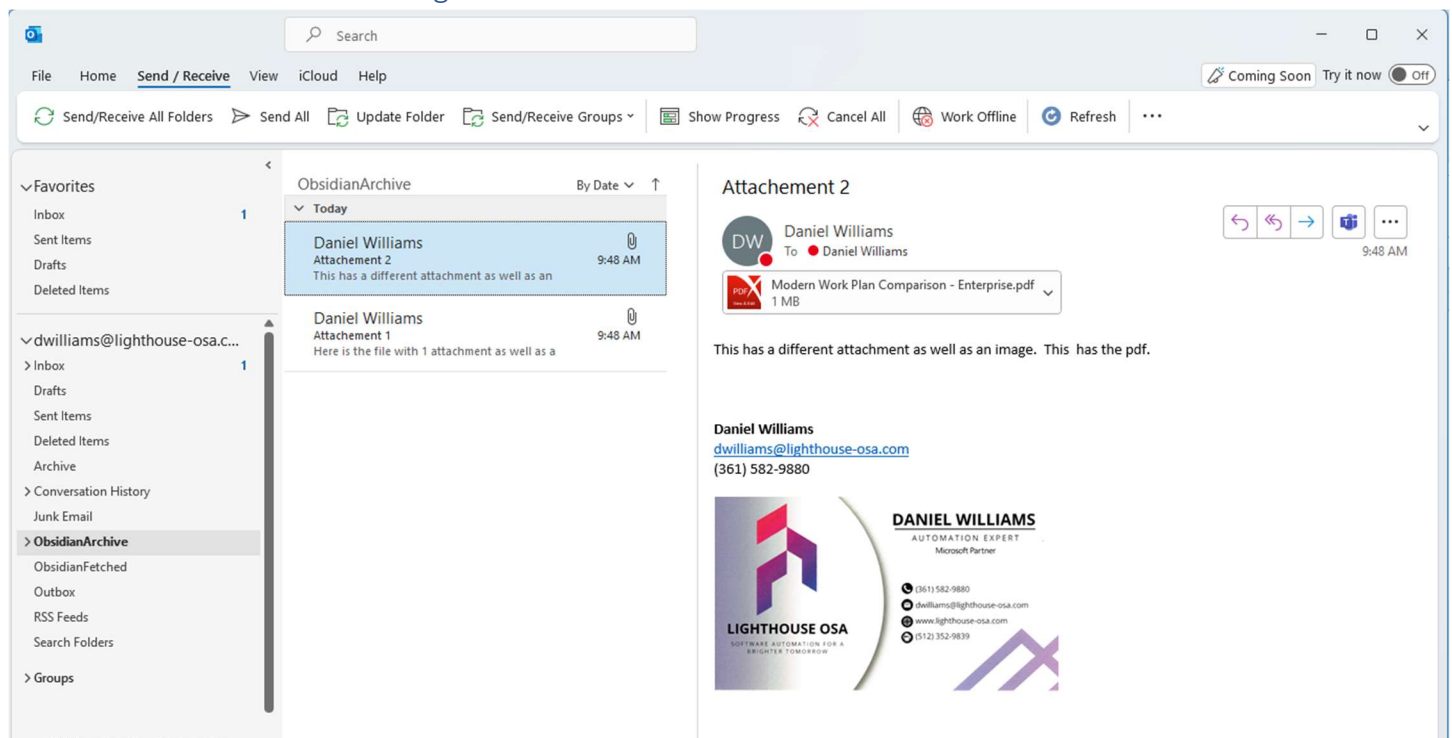 Search
File Home Send / Receive View iCloud Help
Coming Soon Try it now Off
Send/Receive All Folders Send All Update Folder Send/Receive Groups Show Progress Cancel All Work Offline Refresh ...
Favorites
Inbox 1
Sent Items
Drafts
Deleted Items
dwilliams@lighthouse-osa.c...
Inbox 1
Drafts
Sent Items
Deleted Items
Archive
Conversation History
Junk Email
ObsidianArchive
ObsidianFetched
Outbox
RSS Feeds
Search Folders
Groups
ObsidianArchive By Date
Today
Daniel Williams
Attachement 2 9:48 AM
This has a different attachment as well as an
Daniel Williams
Attachement 1 9:48 AM
Here is the file with 1 attachment as well as a
Attachement 2
DW
Daniel Williams
To Daniel Williams
9:48 AM
PDF
Modern Work Plan Comparison - Enterprise.pdf
1 MB
This has a different attachment as well as an image.  This  has the pdf.
Daniel Williams
dwilliams@lighthouse-osa.com
(361) 582-9880
LIGHTHOUSE OSA
SOFTWARE AUTOMATION FOR A
BRIGHTER TOMORROW
DANIEL WILLIAMS
AUTOMATION EXPERT
Microsoft Partner
(361) 582-9880
dwilliams@lighthouse-osa.com
www.lighthouse-osa.com
(512) 352-9839